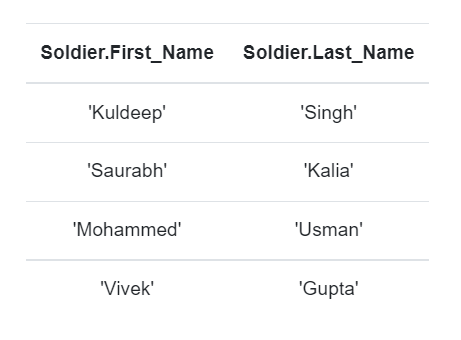 Soldier.First_Name Soldier.Last_Name
'Kuldeep' 'Singh'
'Saurabh' 'Kalia'
'Mohammed' 'Usman'
'Vivek' 'Gupta'